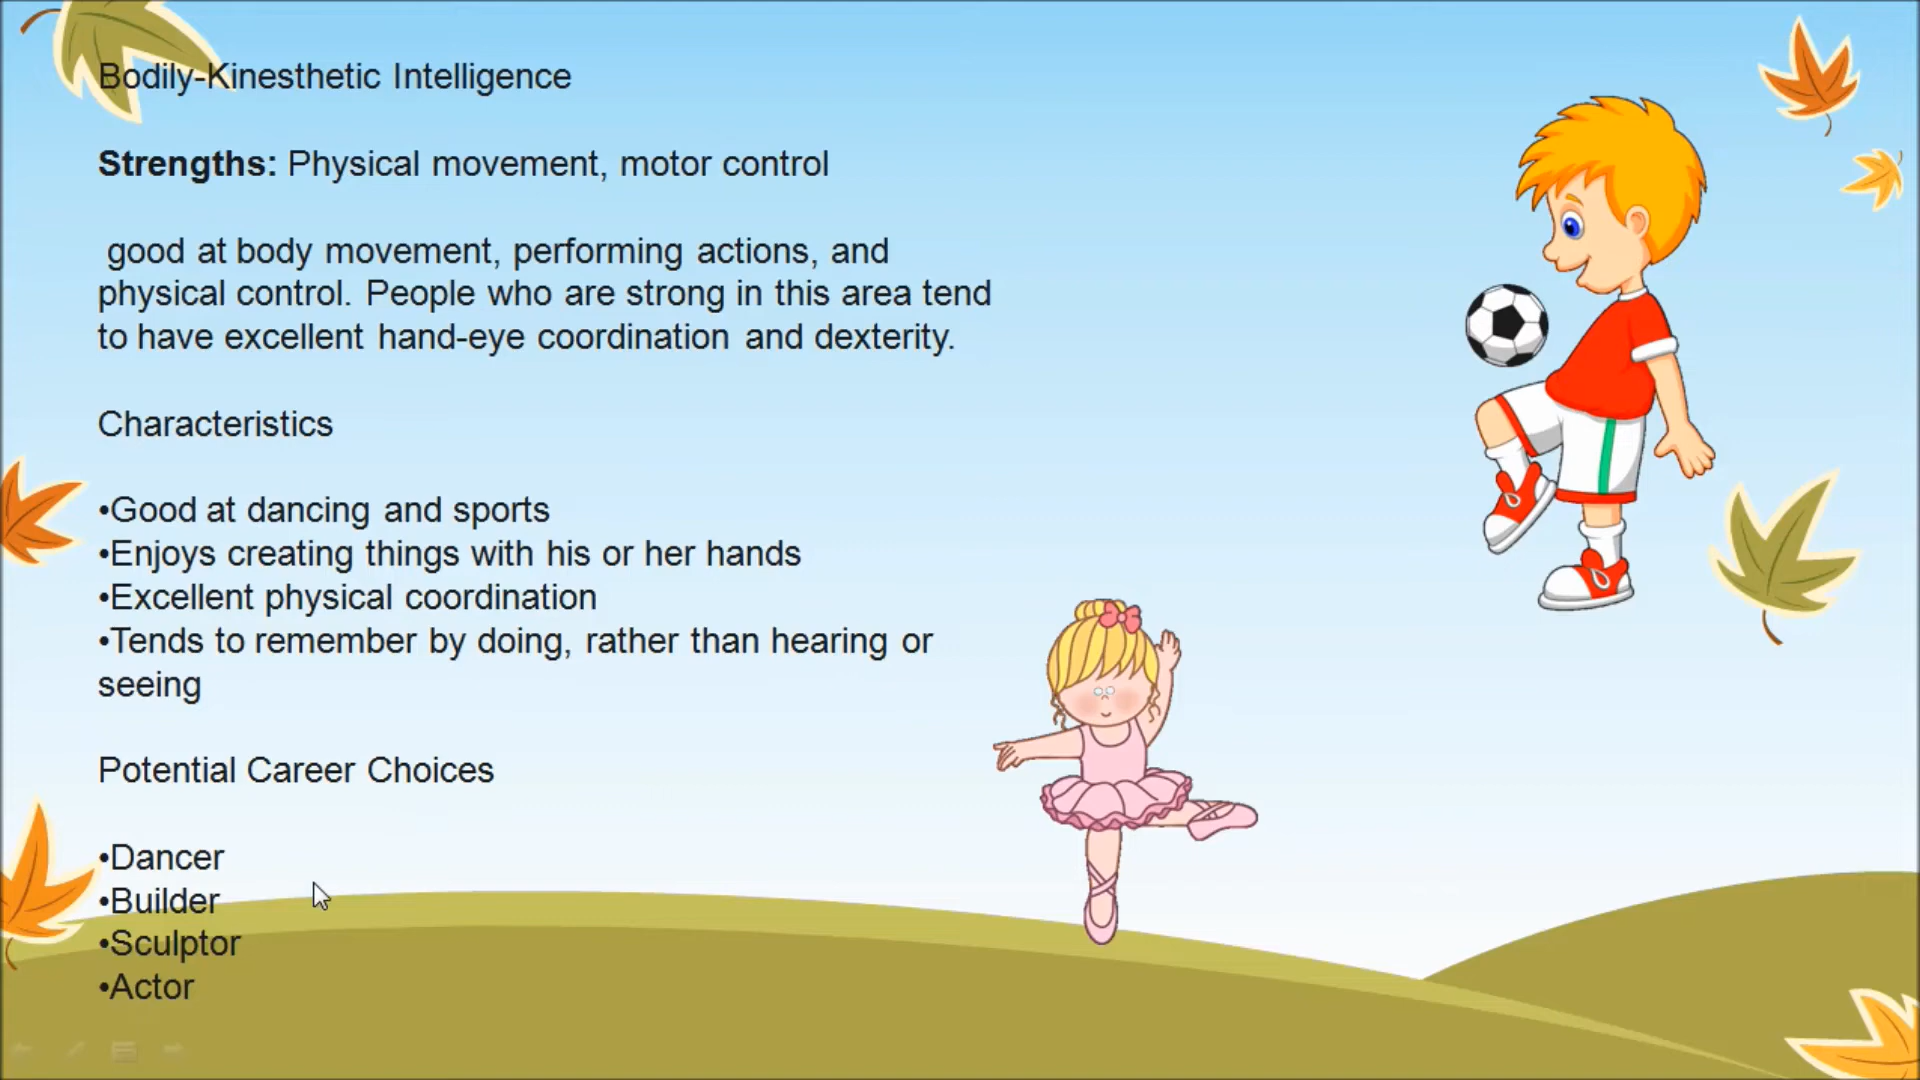 Bodily-Kinesthetic Intelligence
Strengths: Physical movement, motor control
good at body movement, performing actions, and
physical control. People who are strong in this area tend
to have excellent hand-eye coordination and dexterity.
Characteristics
•Good at dancing and sports
•Enjoys creating things with his or her hands
•Excellent physical coordination
•Tends to remember by doing, rather than hearing or
seeing
Potential Career Choices
•Dancer
•Builder
•Sculptor
•Actor